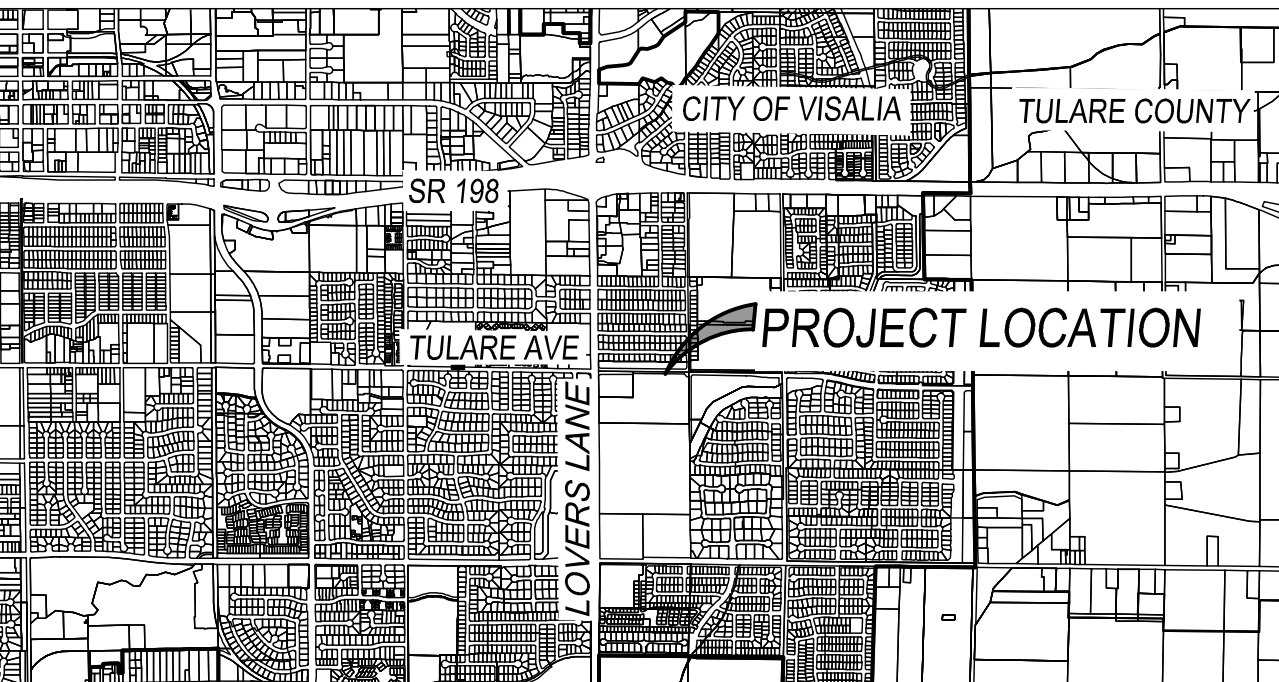 CITY OF VISALIA
TULARE COUNTY
SR 198
PROJECT LOCATION
TULARE AVE
LOVERS LANE